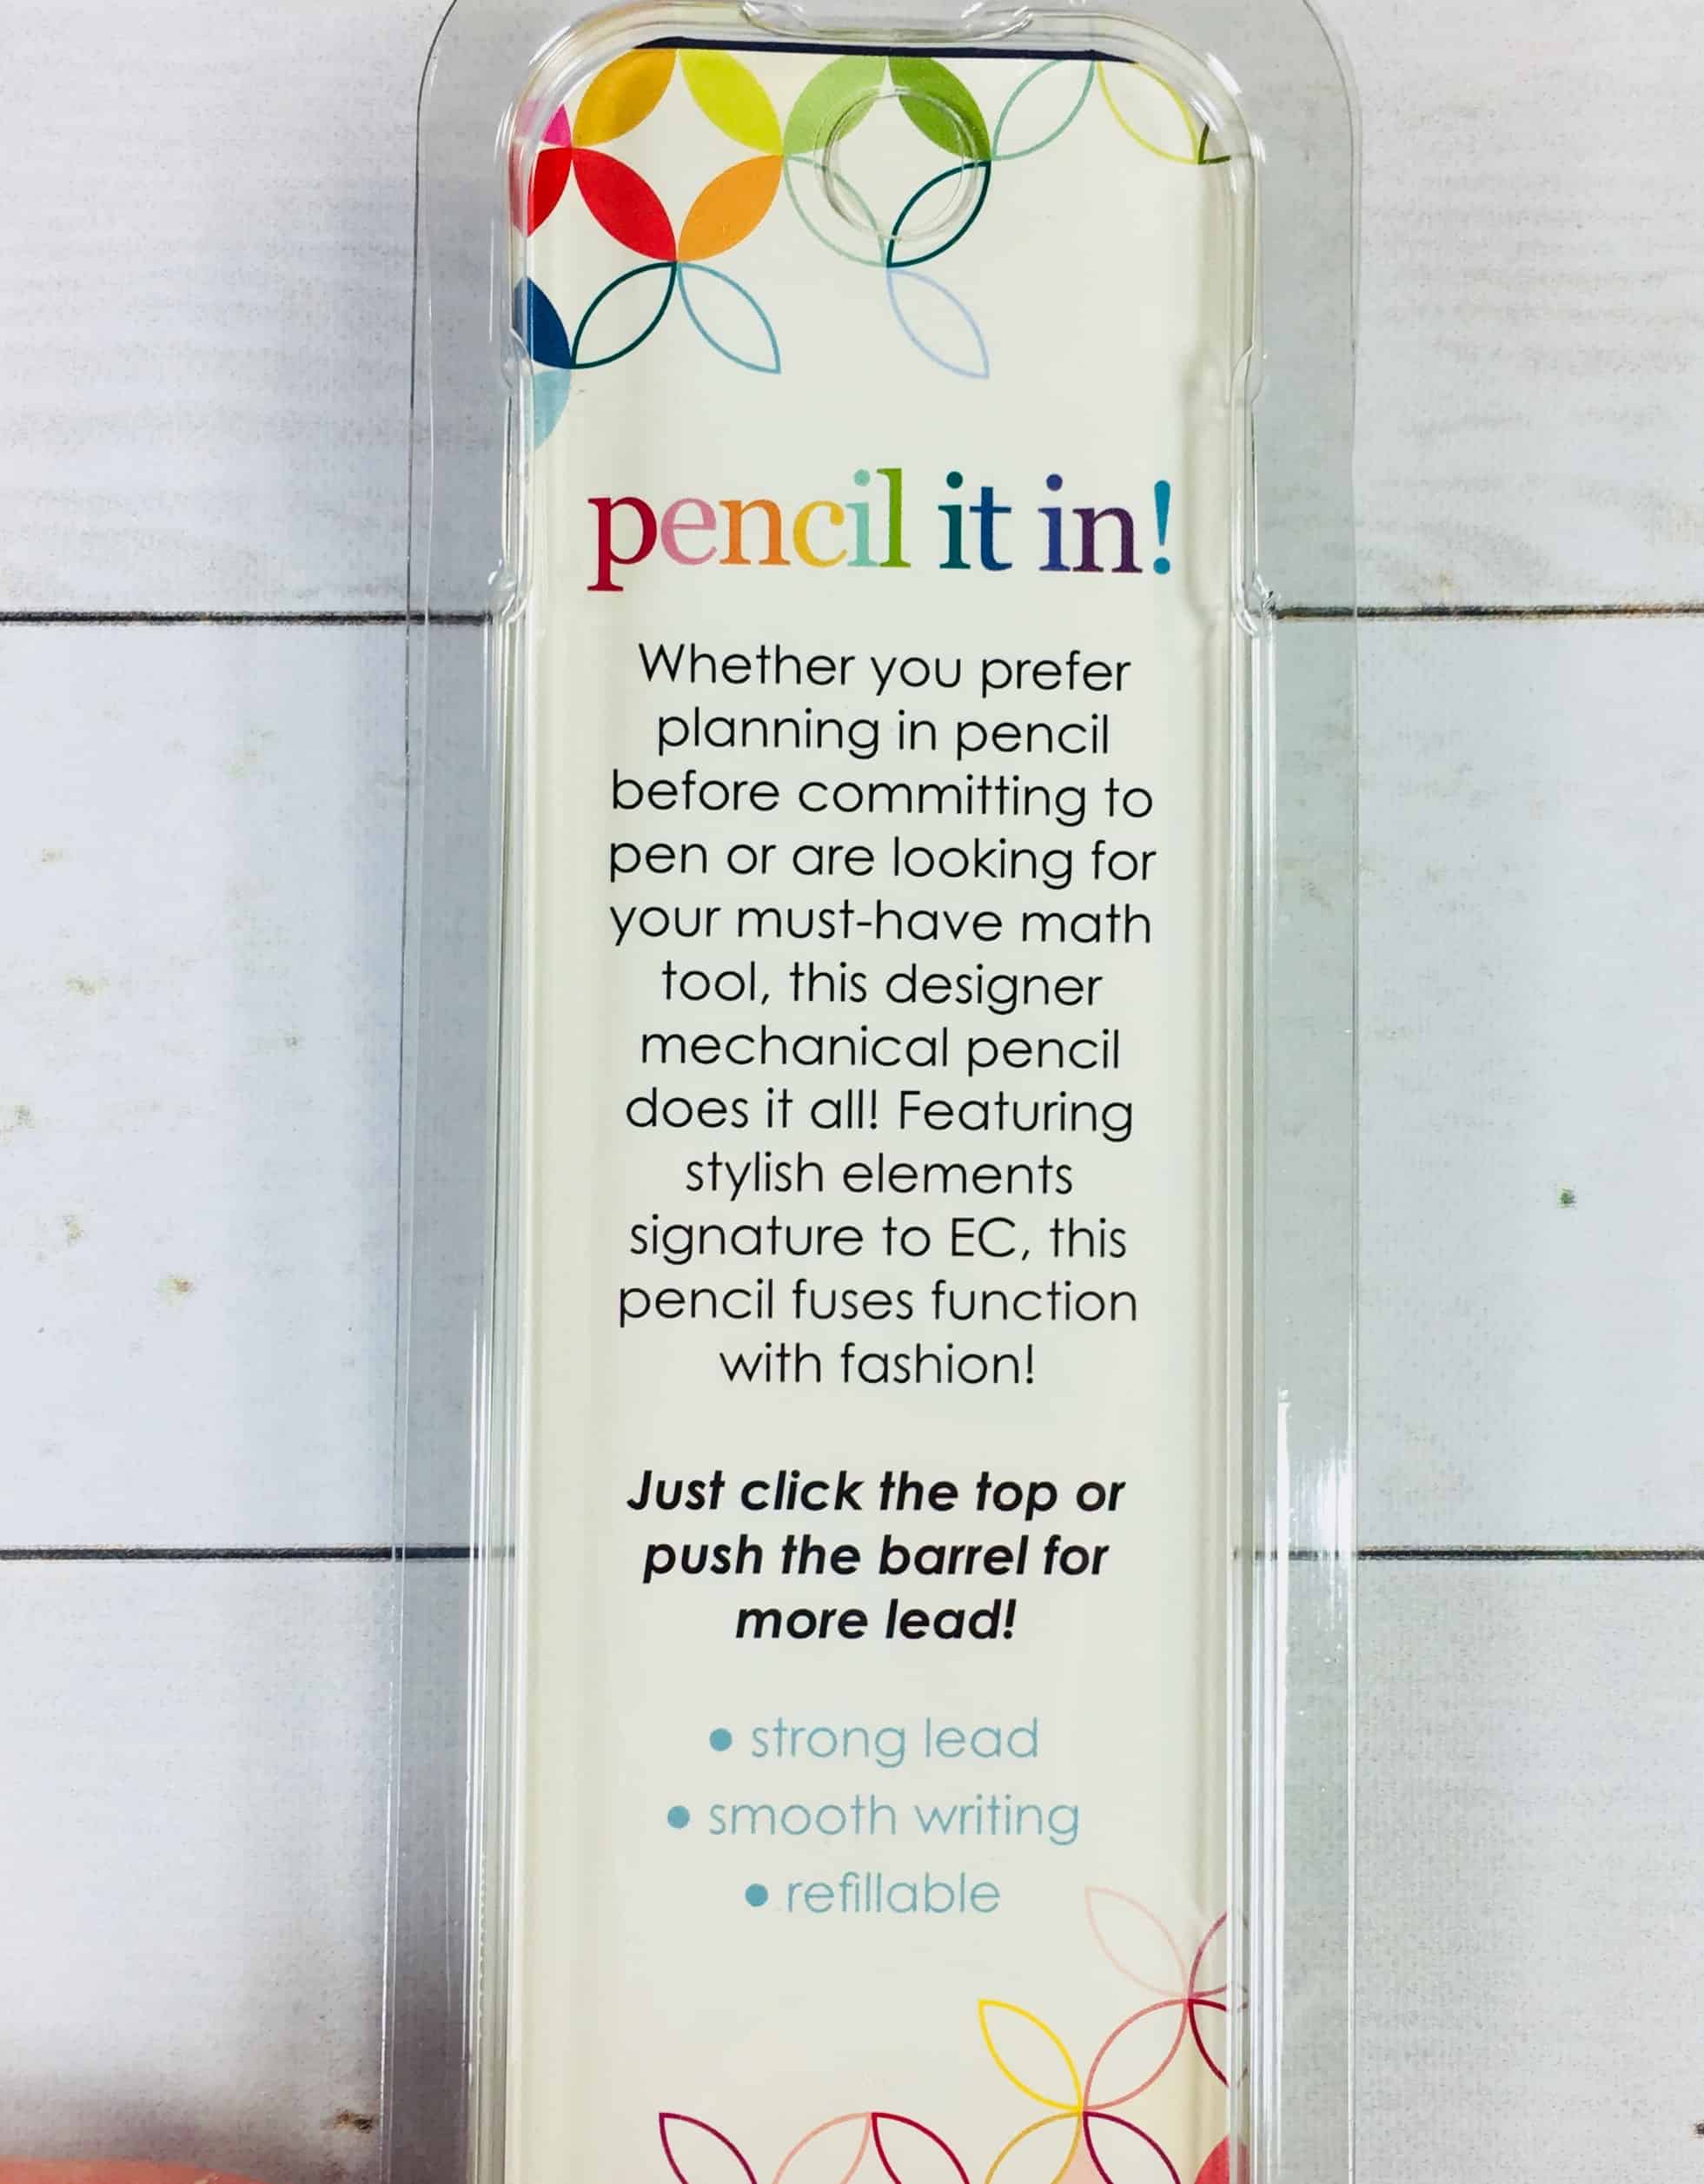 pencil it in!
Whether you prefer
planning in pencil
before committing to
pen or are looking for
your must-have math
tool, this designer
mechanical pencil
does it all! Featuring
stylish elements
signature to EC, this
pencil fuses function
with fashion!
Just click the top or
push the barrel for
more lead!
• strong lead
• smooth writing
• refillable